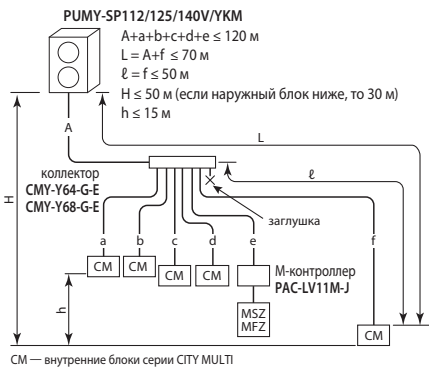 PUMY-SP112/125/140V/YKM
A+a+b+c+d+e ≤ 120 м
L = A+f ≤ 70 м
ℓ = f ≤ 50 м
H ≤ 50 м (если наружный блок ниже, то 30 м)
h ≤ 15 м
A
L
H
коллектор
CMY-Y64-G-E
CMY-Y68-G-E
ℓ
заглушка
a
b
c
d
e
f
CM
CM
CM
CM
М-контроллер
PAC-LV11M-J
h
MSZ
MFZ
CM
CM — внутренние блоки серии CITY MULTI